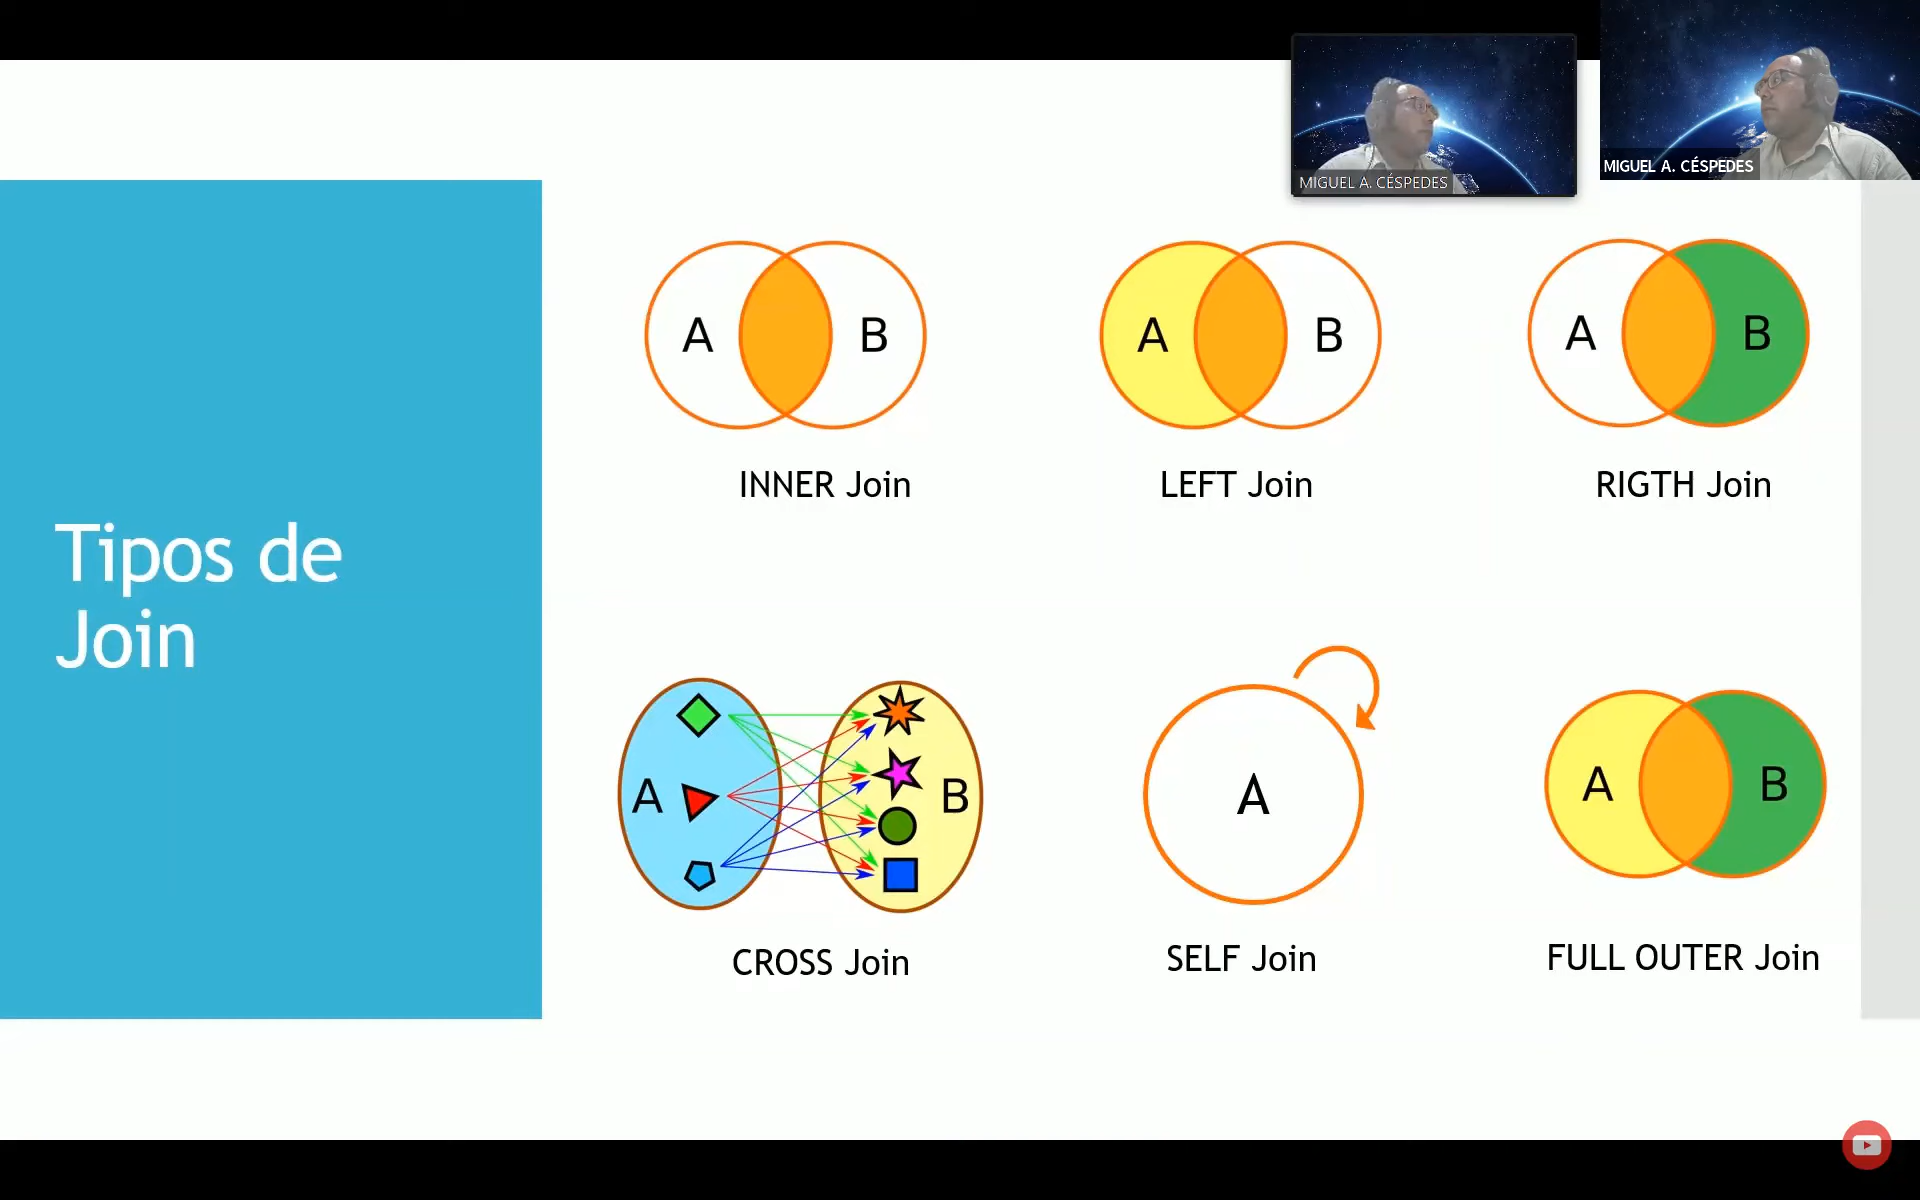 MIGUEL A. CÉSPEDES
MIGUEL A. CÉSPEDES
Tipos de
Join
A B
INNER Join
A B
LEFT Join
A B
RIGTH Join
A B
CROSS Join
A
SELF Join
A B
FULL OUTER Join